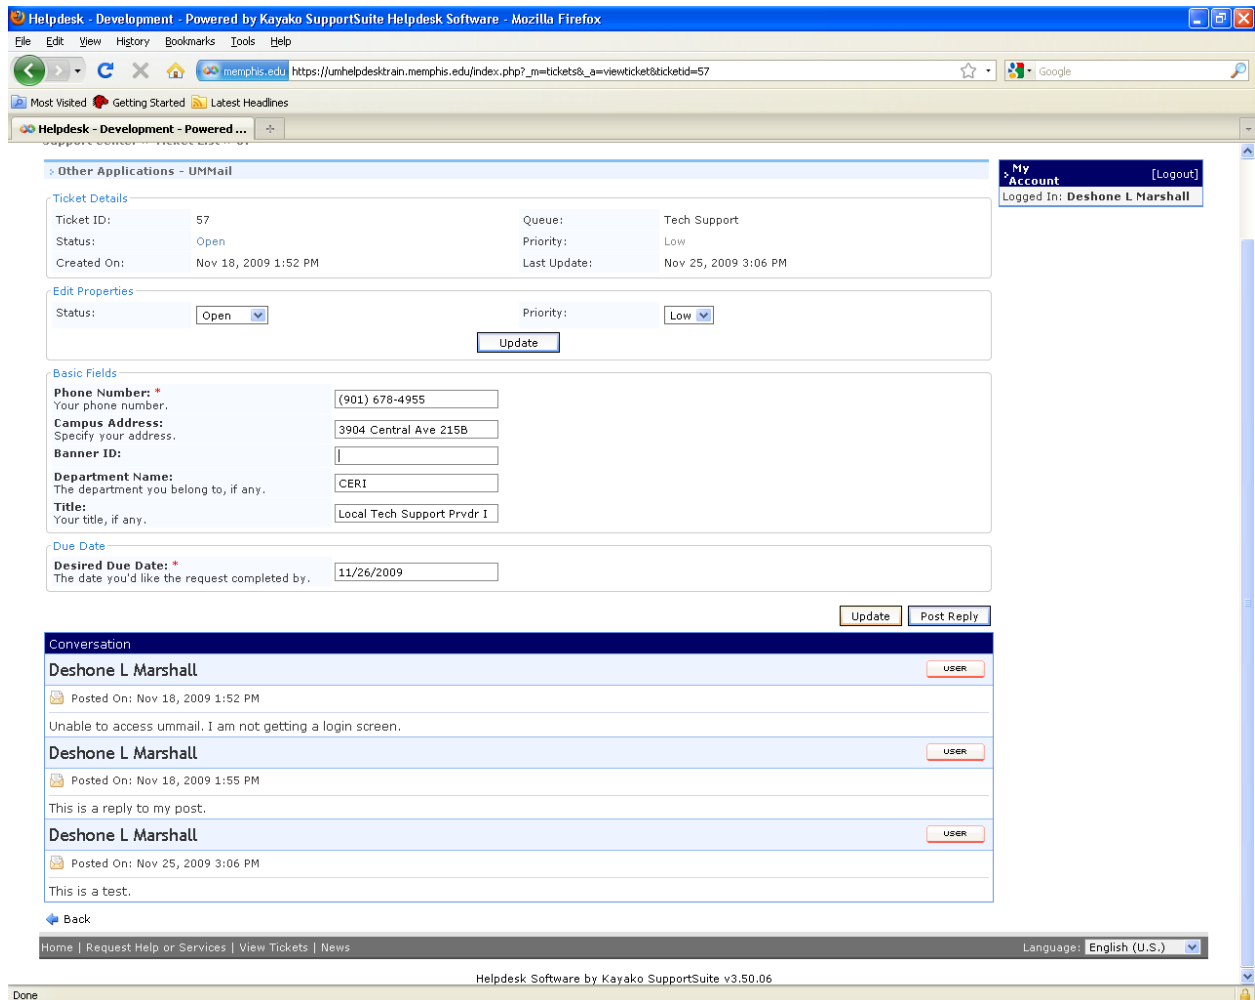 Helpdesk - Development - Powered by Kayako SupportSuite Helpdesk Software - Mozilla Firefox
File Edit View History Bookmarks Tools Help
memphis.edu https://umhelpdesktrain.memphis.edu/index.php?_m=tickets&_a=viewticket&ticketid=57
Google
Most Visited Getting Started Latest Headlines
Helpdesk - Development - Powered ...
Support Center » Ticket List » 57
> Other Applications - UMMail
> My Account [Logout]
Logged In: Deshone L Marshall
Ticket Details
Ticket ID: 57 Queue: Tech Support
Status: Open Priority: Low
Created On: Nov 18, 2009 1:52 PM Last Update: Nov 25, 2009 3:06 PM
Edit Properties
Status: Open Priority: Low
Update
Basic Fields
Phone Number: * (901) 678-4955
Your phone number.
Campus Address: 3904 Central Ave 215B
Specify your address.
Banner ID:
Department Name: CERI
The department you belong to, if any.
Title: Local Tech Support Prvdr I
Your title, if any.
Due Date
Desired Due Date: * 11/26/2009
The date you'd like the request completed by.
Update Post Reply
Conversation
Deshone L Marshall USER
Posted On: Nov 18, 2009 1:52 PM
Unable to access ummail. I am not getting a login screen.
Deshone L Marshall USER
Posted On: Nov 18, 2009 1:55 PM
This is a reply to my post.
Deshone L Marshall USER
Posted On: Nov 25, 2009 3:06 PM
This is a test.
Back
Home | Request Help or Services | View Tickets | News Language: English (U.S.)
Helpdesk Software by Kayako SupportSuite v3.50.06
Done